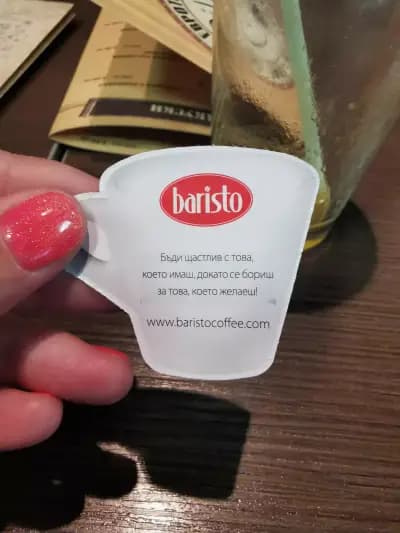 baristo
Бъди щастлив с това,
което имаш, докато се бориш
за това, което желаеш!
www.baristocoffee.com